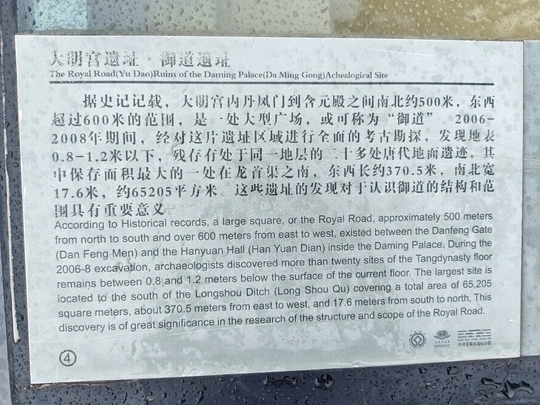 大明宫遗址·御道遗址
The Royal Road(Yu Dao)Ruins of the Daming Palace(Da Ming Gong)Acheological Site
据史记记载，大明宫内丹凤门到含元殿之间南北约500米，东西
超过600米的范围，是一处大型广场，或可称为“御道”。2006-
2008年期间，经对这片遗址区域进行全面的考古勘探，发现地表
0.8-1.2米以下，残存有处于同一地层的二十多处唐代地面遗迹，其
中保存面积最大的一处在龙首渠之南，东西长约370.5米，南北宽
17.6米，约65205平方米。这些遗址的发现对于认识御道的结构和范
围具有重要意义
According to Historical records, a large square, or the Royal Road, approximately 500 meters
from north to south and over 600 meters from east to west, existed between the Danfeng Gate
(Dan Feng Men) and the Hanyuan Hall (Han Yuan Dian) inside the Daming Palace. During the
2006-8 excavation, archaeologists discovered more than twenty sites of the Tangdynasty floor
remains between 0.8 and 1.2 meters below the surface of the current floor. The largest site is
located to the south of the Longshou Ditch (Long Shou Qu) covering a total area of 65,205
square meters, about 370.5 meters from east to west, and 17.6 meters from south to north. This
discovery is of great significance in the research of the structure and scope of the Royal Road.
④